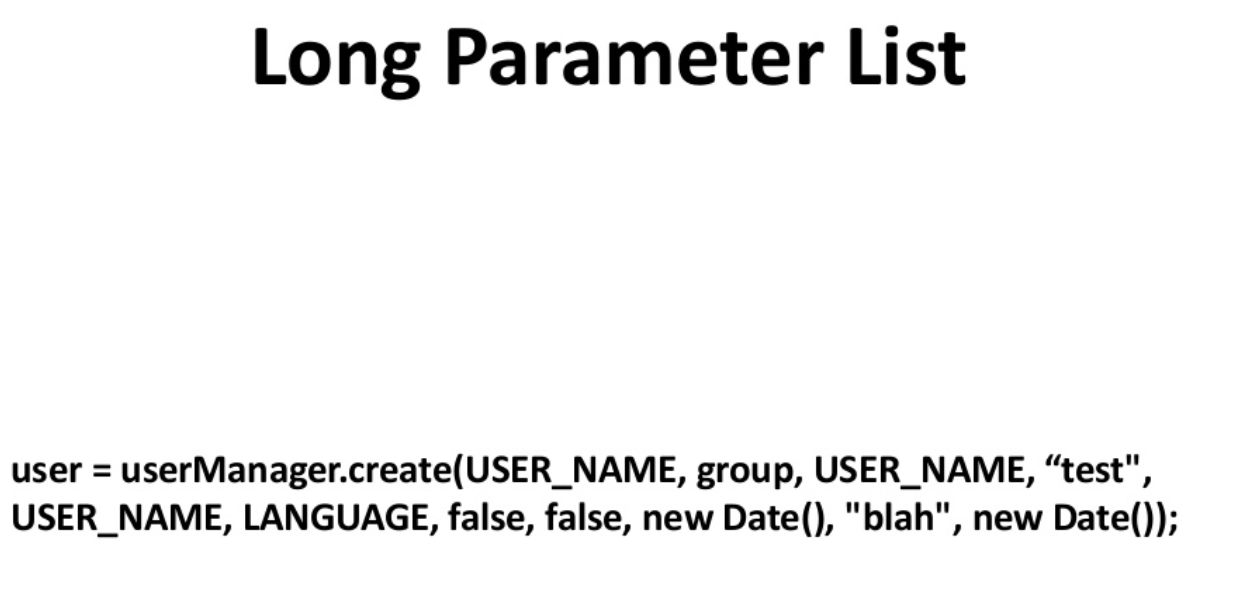 Long Parameter List
user = userManager.create(USER_NAME, group, USER_NAME, “test",
USER_NAME, LANGUAGE, false, false, new Date(), "blah", new Date());